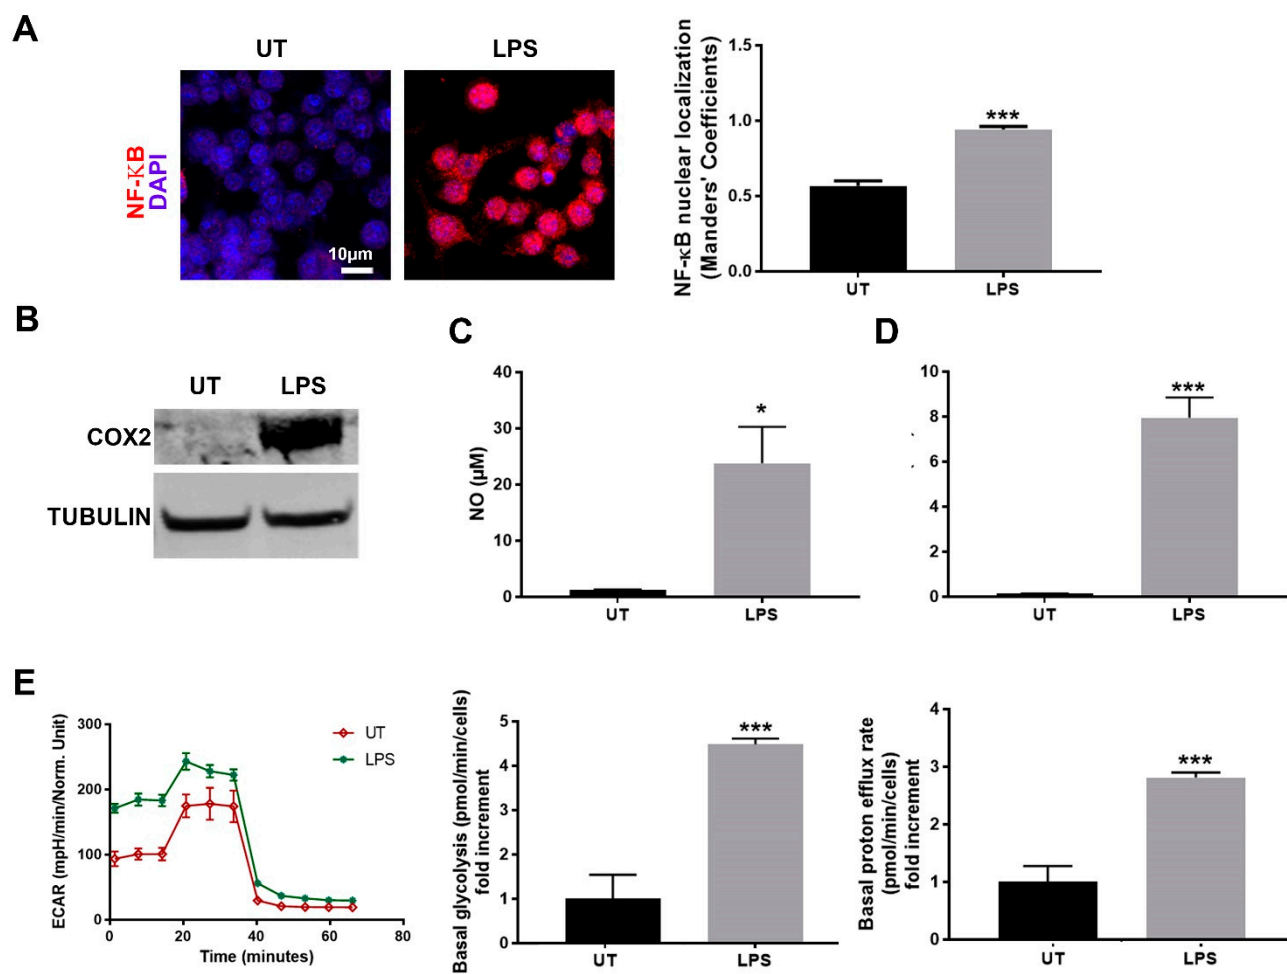 A
UT
LPS
NF-κB
DAPI
10μm
NF-κB nuclear localization
(Manders' Coefficients)
1.5
1.0
0.5
0.0
***
UT
LPS
B
UT
LPS
COX2
TUBULIN
C
NO (μM)
40
30
20
10
0
*
UT
LPS
D
10
8
6
4
2
0
***
UT
LPS
E
ECAR (mpH/min/Norm. Unit)
300
200
100
0
0
20
40
60
80
Time (minutes)
UT
LPS
Basal glycolysis (pmol/min/cells)
fold increment
5
4
3
2
1
0
***
UT
LPS
Basal proton efflux rate
(pmol/min/cells)
fold increment
4
3
2
1
0
***
UT
LPS